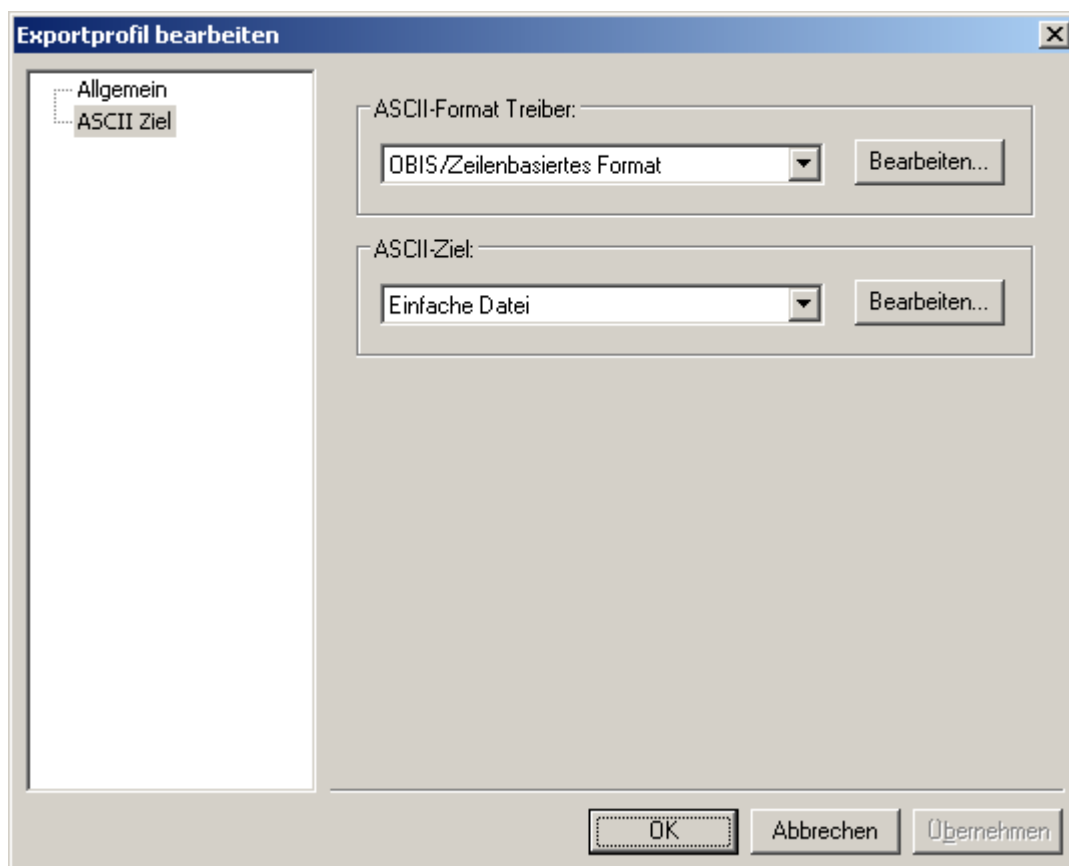 Exportprofil bearbeiten
Allgemein
ASCII Ziel
ASCII-Format Treiber:
OBIS/Zeilenbasiertes Format
Bearbeiten...
ASCII-Ziel:
Einfache Datei
Bearbeiten...
OK
Abbrechen
Übernehmen